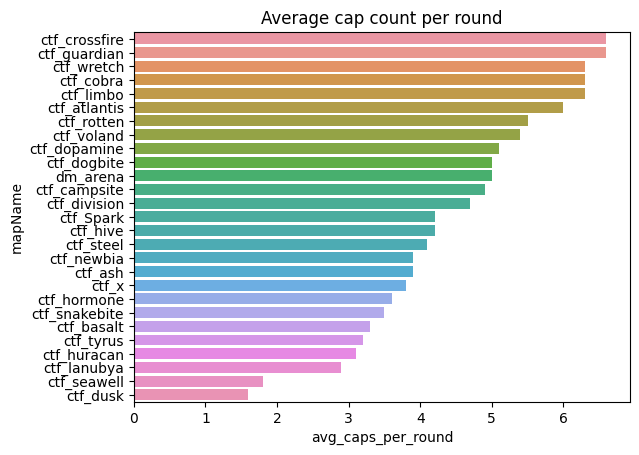 Average cap count per round
mapName
ctf_crossfire
ctf_guardian
ctf_wretch
ctf_cobra
ctf_limbo
ctf_atlantis
ctf_rotten
ctf_voland
ctf_dopamine
ctf_dogbite
dm_arena
ctf_campsite
ctf_division
ctf_Spark
ctf_hive
ctf_steel
ctf_newbia
ctf_ash
ctf_x
ctf_hormone
ctf_snakebite
ctf_basalt
ctf_tyrus
ctf_huracan
ctf_lanubya
ctf_seawell
ctf_dusk
0 1 2 3 4 5 6
avg_caps_per_round